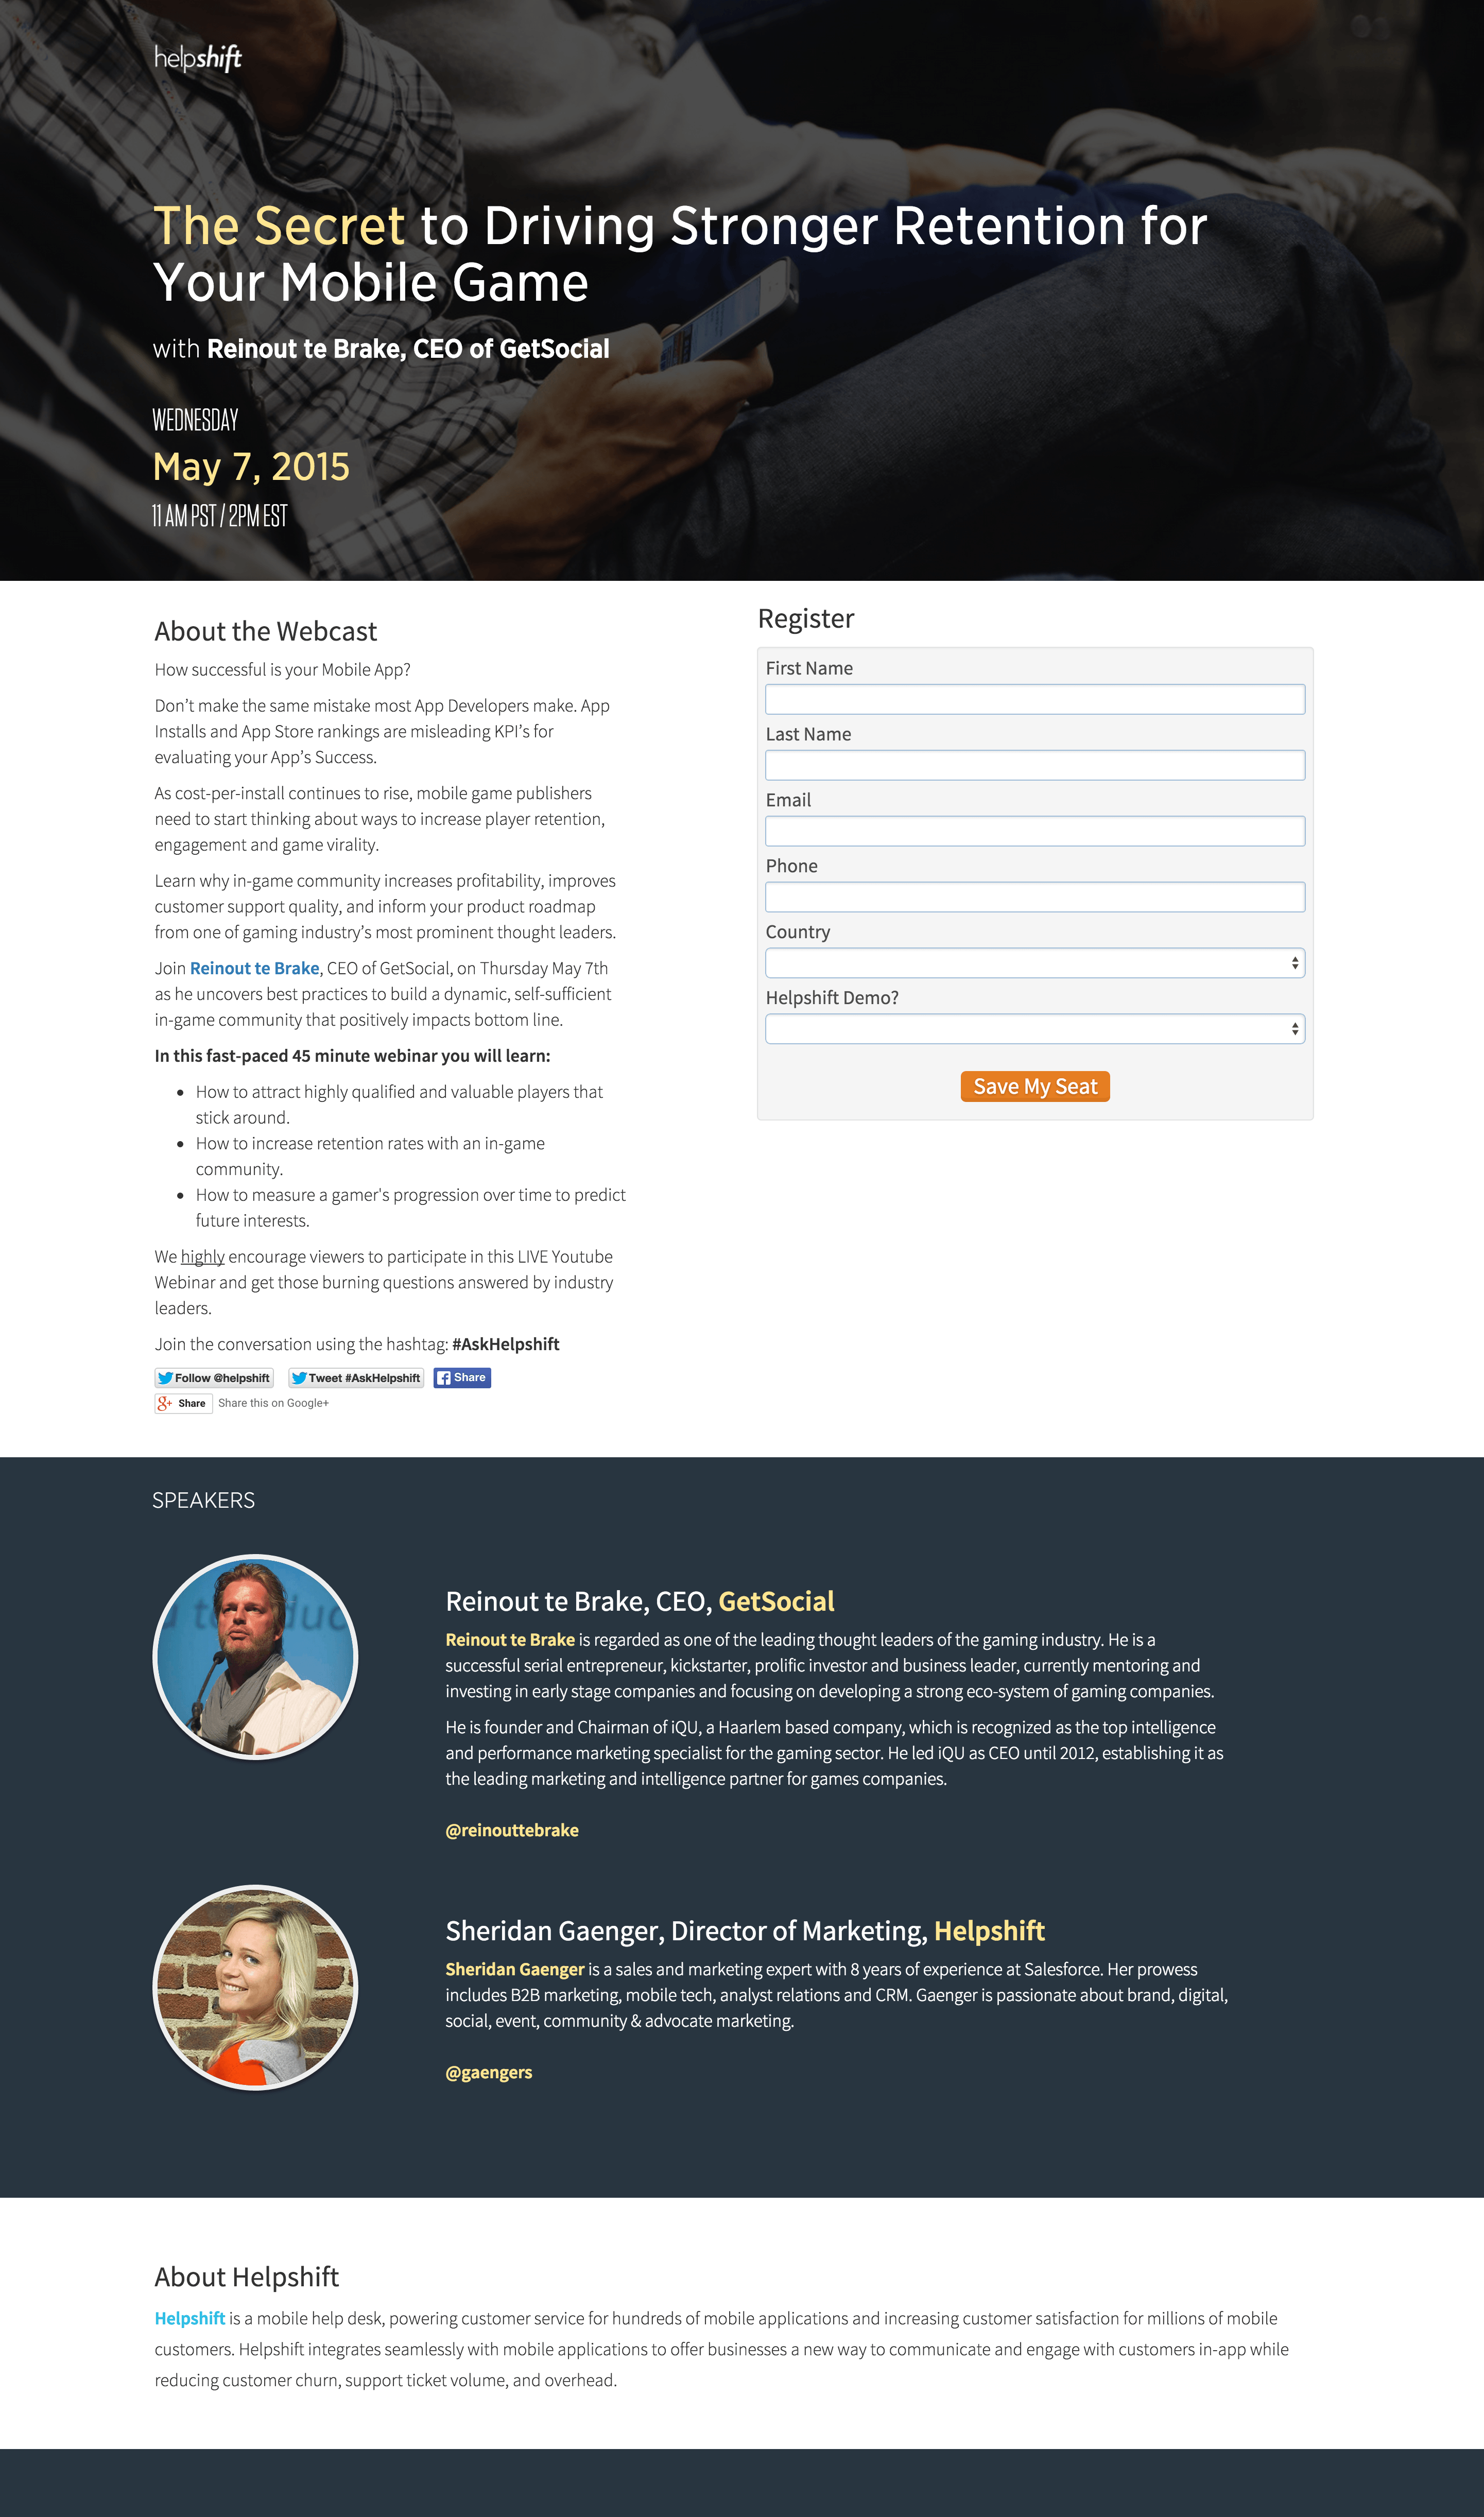 helpshift
The Secret to Driving Stronger Retention for
Your Mobile Game
with Reinout te Brake, CEO of GetSocial
WEDNESDAY
May 7, 2015
11 AM PST / 2PM EST
About the Webcast
How successful is your Mobile App?
Don’t make the same mistake most App Developers make. App
Installs and App Store rankings are misleading KPI’s for
evaluating your App’s Success.
As cost-per-install continues to rise, mobile game publishers
need to start thinking about ways to increase player retention,
engagement and game virality.
Learn why in-game community increases profitability, improves
customer support quality, and inform your product roadmap
from one of gaming industry’s most prominent thought leaders.
Join Reinout te Brake, CEO of GetSocial, on Thursday May 7th
as he uncovers best practices to build a dynamic, self-sufficient
in-game community that positively impacts bottom line.
In this fast-paced 45 minute webinar you will learn:
• How to attract highly qualified and valuable players that
stick around.
• How to increase retention rates with an in-game
community.
• How to measure a gamer's progression over time to predict
future interests.
We highly encourage viewers to participate in this LIVE Youtube
Webinar and get those burning questions answered by industry
leaders.
Join the conversation using the hashtag: #AskHelpshift
Follow @helpshift Tweet #AskHelpshift Share
g+ Share Share this on Google+
Register
First Name
Last Name
Email
Phone
Country
Helpshift Demo?
Save My Seat
SPEAKERS
Reinout te Brake, CEO, GetSocial
Reinout te Brake is regarded as one of the leading thought leaders of the gaming industry. He is a
successful serial entrepreneur, kickstarter, prolific investor and business leader, currently mentoring and
investing in early stage companies and focusing on developing a strong eco-system of gaming companies.
He is founder and Chairman of iQU, a Haarlem based company, which is recognized as the top intelligence
and performance marketing specialist for the gaming sector. He led iQU as CEO until 2012, establishing it as
the leading marketing and intelligence partner for games companies.
@reinouttebrake
Sheridan Gaenger, Director of Marketing, Helpshift
Sheridan Gaenger is a sales and marketing expert with 8 years of experience at Salesforce. Her prowess
includes B2B marketing, mobile tech, analyst relations and CRM. Gaenger is passionate about brand, digital,
social, event, community & advocate marketing.
@gaengers
About Helpshift
Helpshift is a mobile help desk, powering customer service for hundreds of mobile applications and increasing customer satisfaction for millions of mobile
customers. Helpshift integrates seamlessly with mobile applications to offer businesses a new way to communicate and engage with customers in-app while
reducing customer churn, support ticket volume, and overhead.